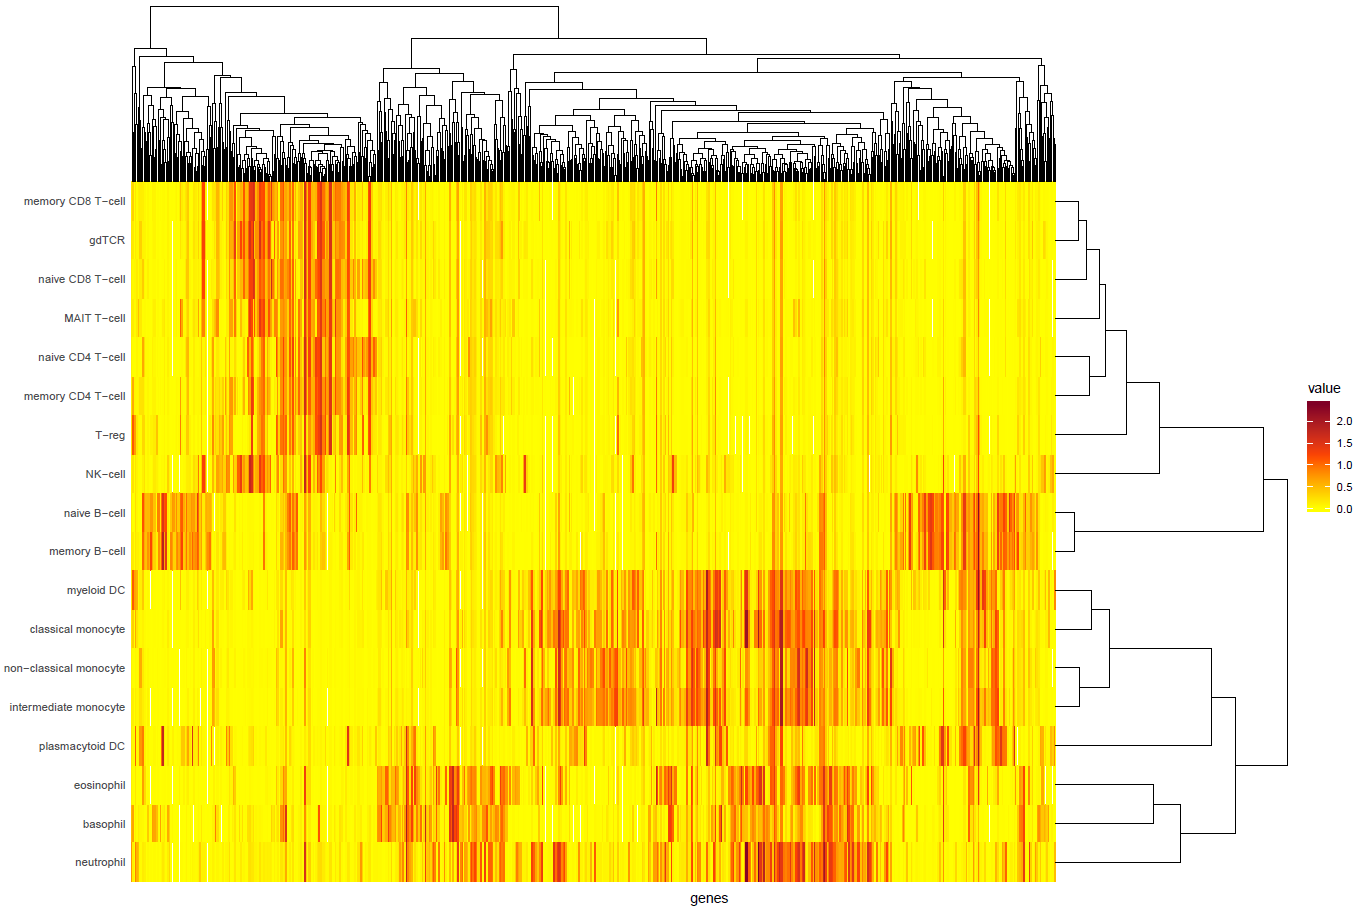 memory CD8 T−cell
gdTCR
naive CD8 T−cell
MAIT T−cell
naive CD4 T−cell
memory CD4 T−cell
T−reg
NK−cell
naive B−cell
memory B−cell
myeloid DC
classical monocyte
non−classical monocyte
intermediate monocyte
plasmacytoid DC
eosinophil
basophil
neutrophil
genes
value
2.0
1.5
1.0
0.5
0.0